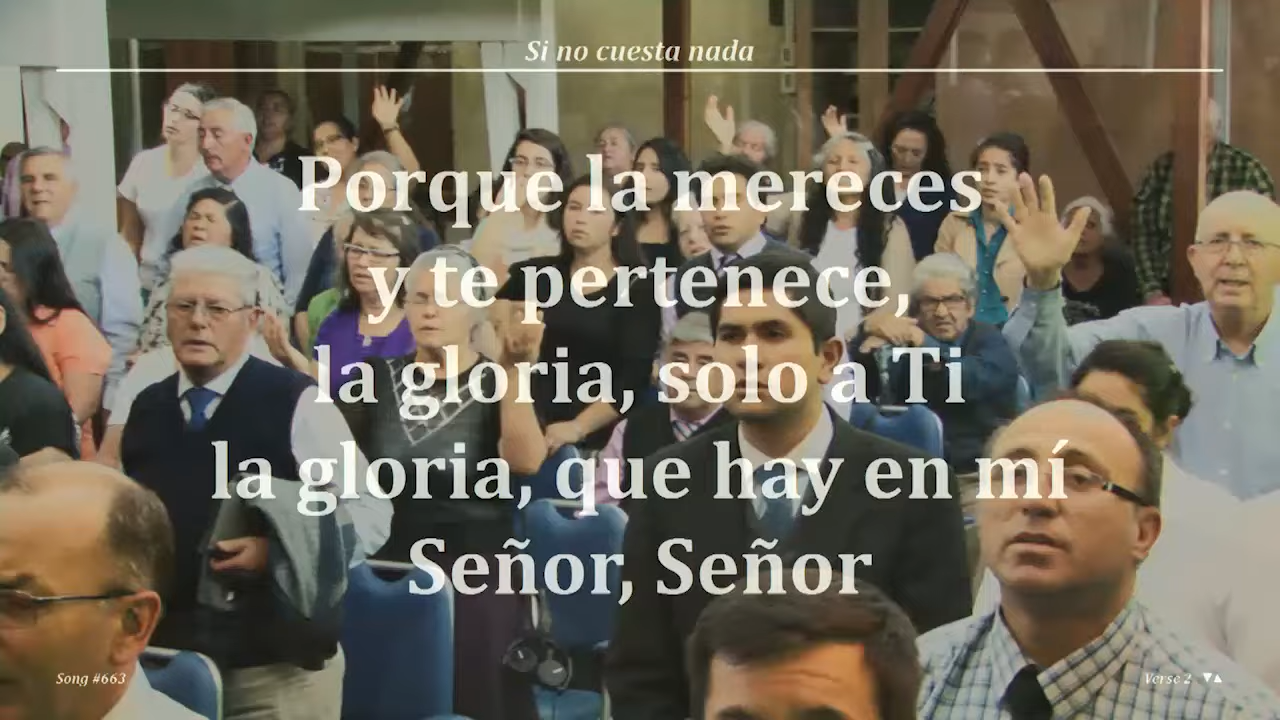 Si no cuesta nada
Porque la mereces
y te pertenece,
la gloria, solo a Ti
la gloria, que hay en mí
Señor, Señor
Song #663
Verse 2 ▼▲